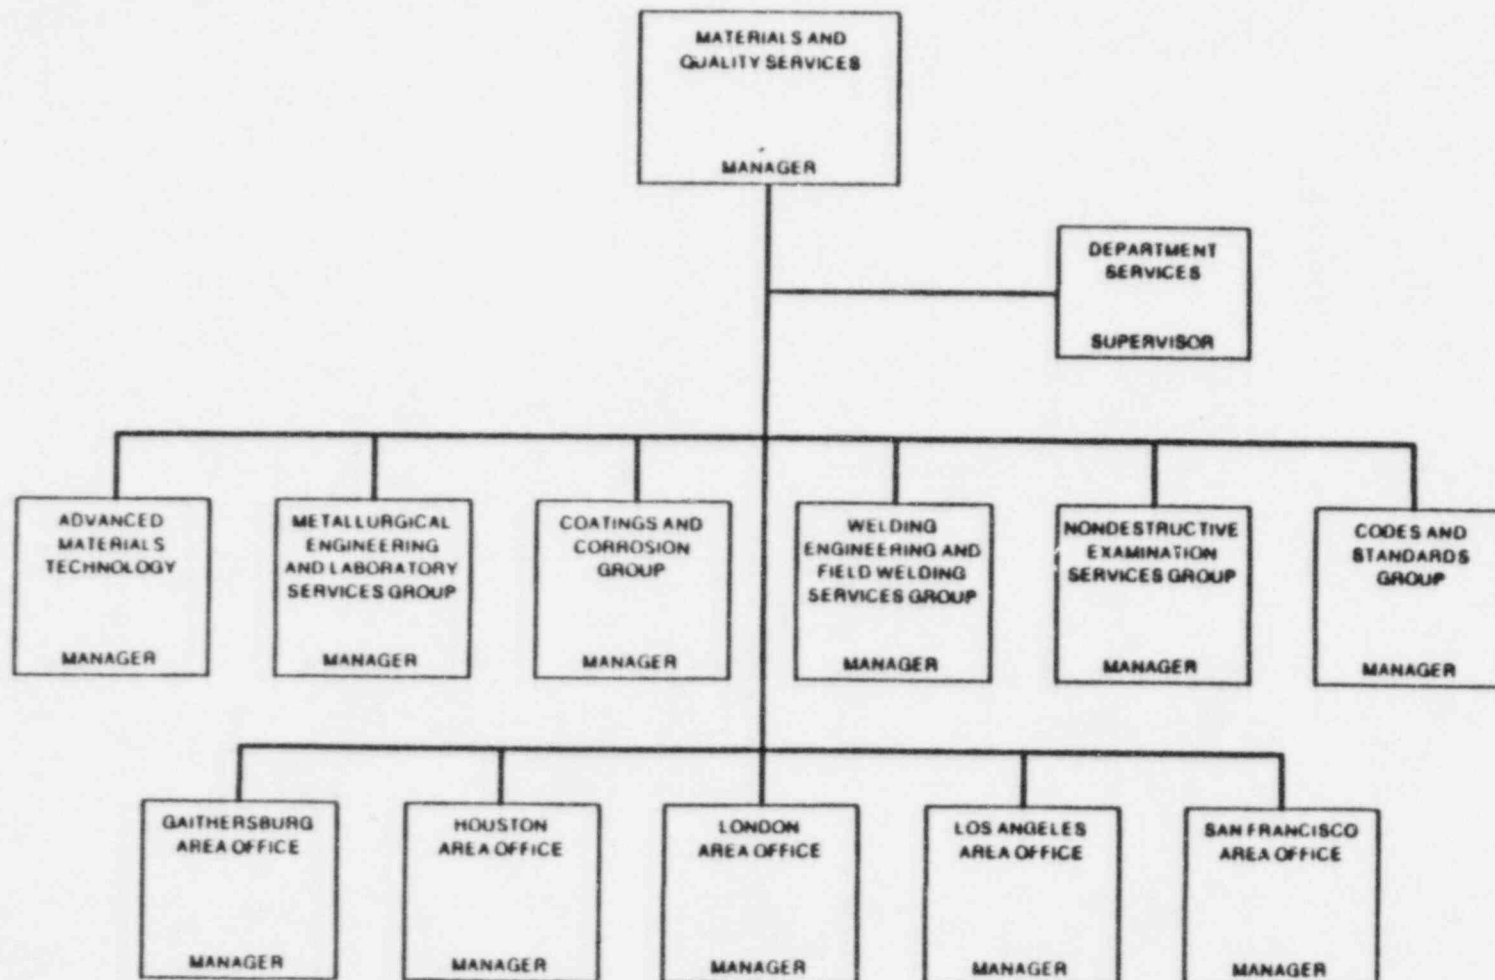 MATERIALS AND
QUALITY SERVICES
MANAGER
DEPARTMENT
SERVICES
SUPERVISOR
ADVANCED
MATERIALS
TECHNOLOGY
MANAGER
METALLURGICAL
ENGINEERING
AND LABORATORY
SERVICES GROUP
MANAGER
COATINGS AND
CORROSION
GROUP
MANAGER
WELDING
ENGINEERING AND
FIELD WELDING
SERVICES GROUP
MANAGER
NONDESTRUCTIVE
EXAMINATION
SERVICES GROUP
MANAGER
CODES AND
STANDARDS
GROUP
MANAGER
GAITHERSBURG
AREA OFFICE
MANAGER
HOUSTON
AREA OFFICE
MANAGER
LONDON
AREA OFFICE
MANAGER
LOS ANGELES
AREA OFFICE
MANAGER
SAN FRANCISCO
AREA OFFICE
MANAGER